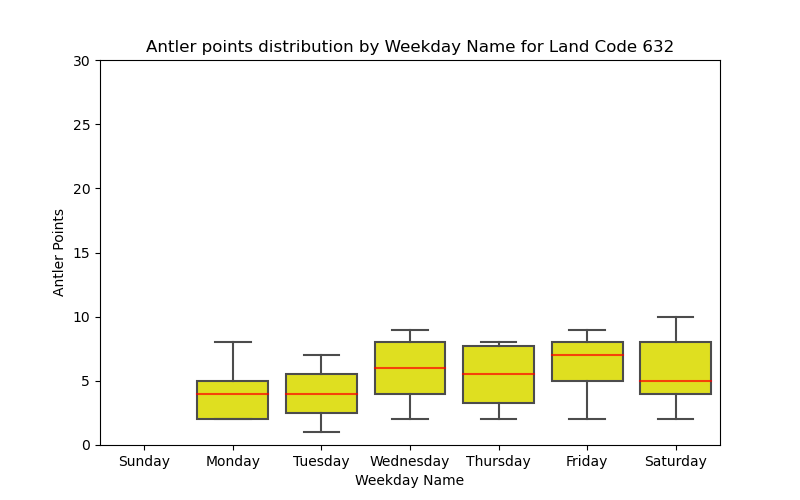 Antler points distribution by Weekday Name for Land Code 632
30
25
20
15
10
5
0
Antler Points
Sunday Monday Tuesday Wednesday Thursday Friday Saturday
Weekday Name